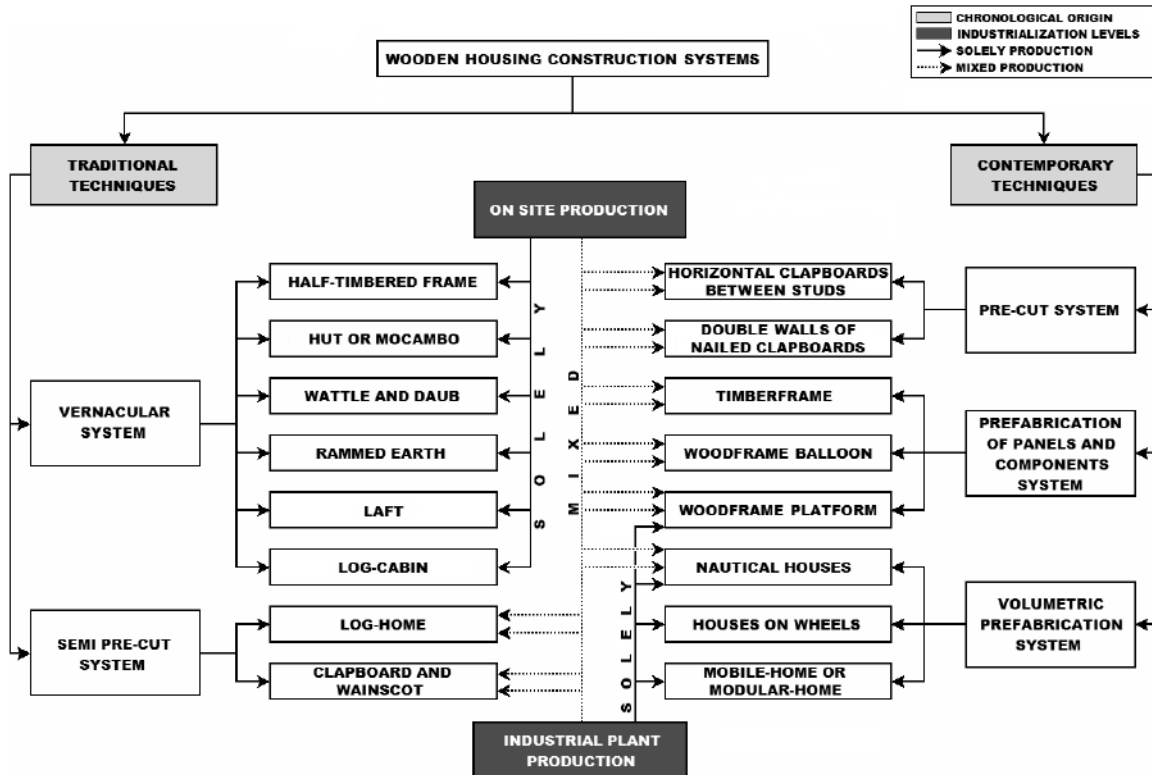 CHRONOLOGICAL ORIGIN
INDUSTRIALIZATION LEVELS
SOLELY PRODUCTION
MIXED PRODUCTION
WOODEN HOUSING CONSTRUCTION SYSTEMS
TRADITIONAL
TECHNIQUES
CONTEMPORARY
TECHNIQUES
ON SITE PRODUCTION
HALF-TIMBERED FRAME
HUT OR MOCAMBO
WATTLE AND DAUB
RAMMED EARTH
LAFT
LOG-CABIN
VERNACULAR
SYSTEM
LOG-HOME
CLAPBOARD AND
WAINSCOT
SEMI PRE-CUT
SYSTEM
SOLELY
MIXED
SOLELY
HORIZONTAL CLAPBOARDS
BETWEEN STUDS
DOUBLE WALLS OF
NAILED CLAPBOARDS
PRE-CUT SYSTEM
TIMBERFRAME
WOODFRAME BALLOON
WOODFRAME PLATFORM
PREFABRICATION
OF PANELS AND
COMPONENTS
SYSTEM
NAUTICAL HOUSES
HOUSES ON WHEELS
MOBILE-HOME OR
MODULAR-HOME
VOLUMETRIC
PREFABRICATION
SYSTEM
INDUSTRIAL PLANT
PRODUCTION